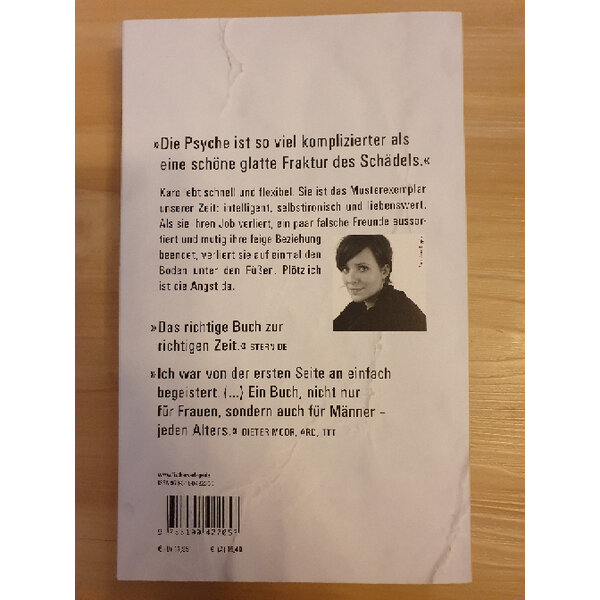 »Die Psyche ist so viel komplizierter als
eine schöne glatte Fraktur des Schädels.«
Karo lebt schnell und flexibel. Sie ist das Musterexemplar
unserer Zeit: intelligent, selbstironisch und liebenswert.
Als sie ihren Job verliert, ein paar falsche Freunde aussor-
tiert und mutig ihre feige Beziehung
beendet, verliert sie auf einmal den
Boden unter den Füßen. Plötzlich
ist die Angst da.
»Das richtige Buch zur
richtigen Zeit.« STERN.DE
»Ich war von der ersten Seite an einfach
begeistert. (...) Ein Buch, nicht nur
für Frauen, sondern auch für Männer –
jeden Alters.« DIETER MOOR, ARD, TTT